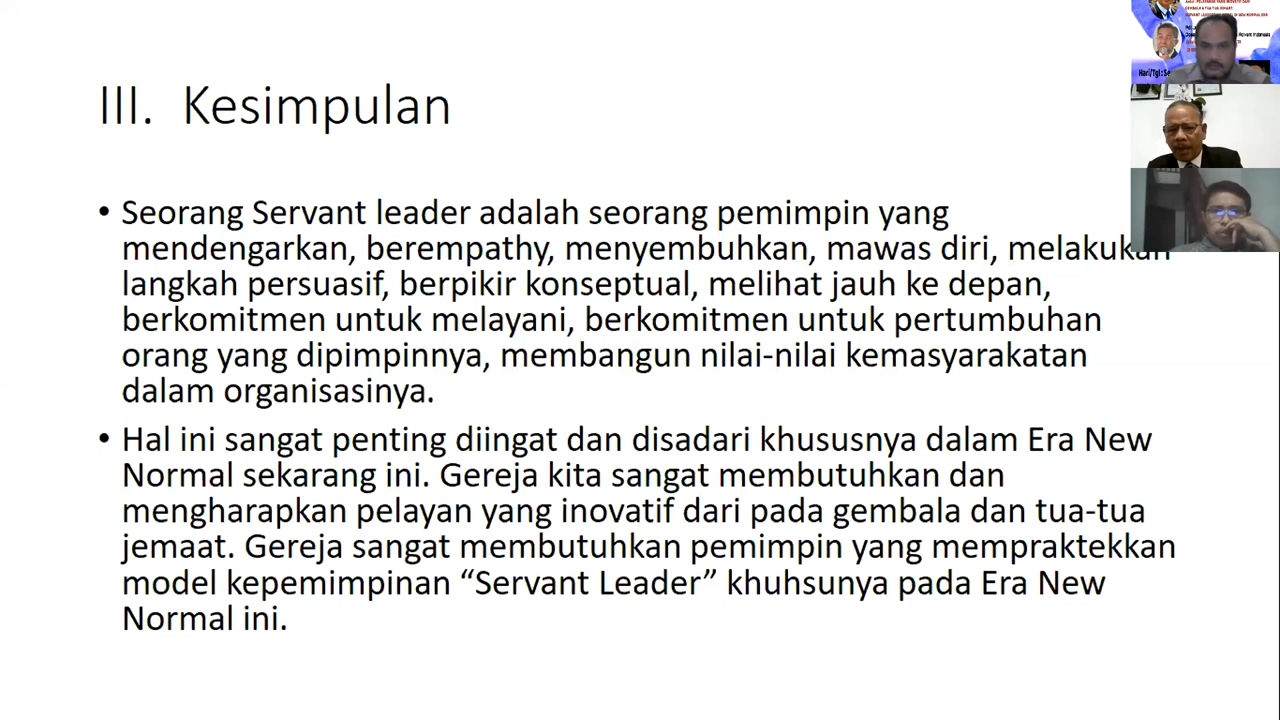 III. Kesimpulan
• Seorang Servant leader adalah seorang pemimpin yang
mendengarkan, berempathy, menyembuhkan, mawas diri, melakukan
langkah persuasif, berpikir konseptual, melihat jauh ke depan,
berkomitmen untuk melayani, berkomitmen untuk pertumbuhan
orang yang dipimpinnya, membangun nilai-nilai kemasyarakatan
dalam organisasinya.
• Hal ini sangat penting diingat dan disadari khususnya dalam Era New
Normal sekarang ini. Gereja kita sangat membutuhkan dan
mengharapkan pelayan yang inovatif dari pada gembala dan tua-tua
jemaat. Gereja sangat membutuhkan pemimpin yang mempraktekkan
model kepemimpinan “Servant Leader” khuhsunya pada Era New
Normal ini.
Hari/Tgl : Se